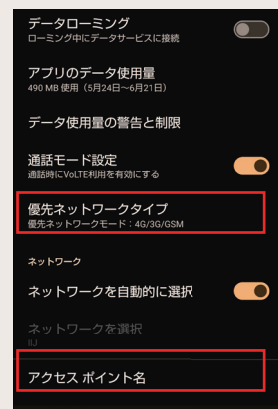 データローミング
ローミング中にデータサービスに接続
アプリのデータ使用量
490 MB 使用（5月24日～6月21日）
データ使用量の警告と制限
通話モード設定
通話時にVoLTE利用を有効にする
優先ネットワークタイプ
優先ネットワークモード：4G/3G/GSM
ネットワーク
ネットワークを自動的に選択
ネットワークを選択
IIJ
アクセス ポイント名